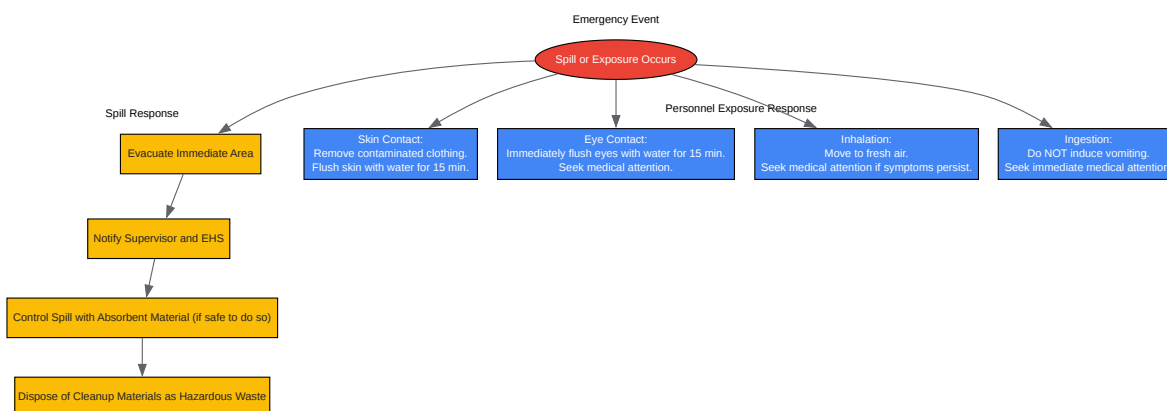 Emergency Event
Spill or Exposure Occurs
Spill Response
Personnel Exposure Response
Evacuate Immediate Area
Notify Supervisor and EHS
Control Spill with Absorbent Material (if safe to do so)
Dispose of Cleanup Materials as Hazardous Waste
Skin Contact:
Remove contaminated clothing.
Flush skin with water for 15 min.
Eye Contact:
Immediately flush eyes with water for 15 min.
Seek medical attention.
Inhalation:
Move to fresh air.
Seek medical attention if symptoms persist.
Ingestion:
Do NOT induce vomiting.
Seek immediate medical attention